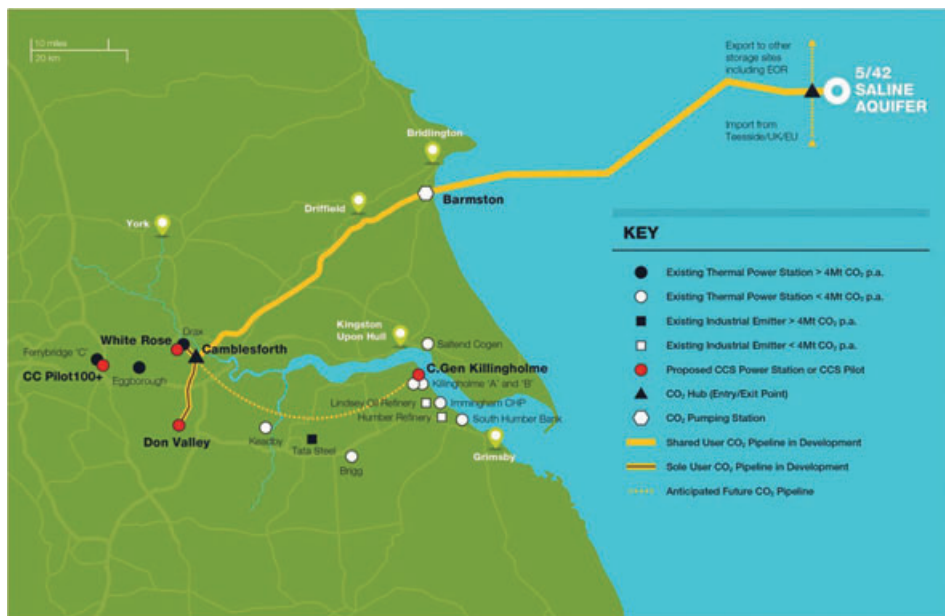 10 miles
20 km
Export to other
storage sites
including EOR
5/42
SALINE
AQUIFER
Import from
Teesside/UK/EU
Bridlington
Barmston
Driffield
York
KEY
Existing Thermal Power Station > 4Mt CO₂ p.a.
Existing Thermal Power Station < 4Mt CO₂ p.a.
Existing Industrial Emitter > 4Mt CO₂ p.a.
Existing Industrial Emitter < 4Mt CO₂ p.a.
Proposed CCS Power Station or CCS Pilot
CO₂ Hub (Entry/Exit Point)
CO₂ Pumping Station
Shared User CO₂ Pipeline in Development
Sole User CO₂ Pipeline in Development
Anticipated Future CO₂ Pipeline
Kingston
Upon Hull
Saltend Cogen
Drax
White Rose
Camblesforth
Ferrybridge 'C'
CC Pilot100+
Eggborough
C.Gen Killingholme
Killingholme 'A' and 'B'
Lindsey Oil Refinery
Immingham CHP
Humber Refinery
South Humber Bank
Don Valley
Keadby
Tata Steel
Brigg
Grimsby